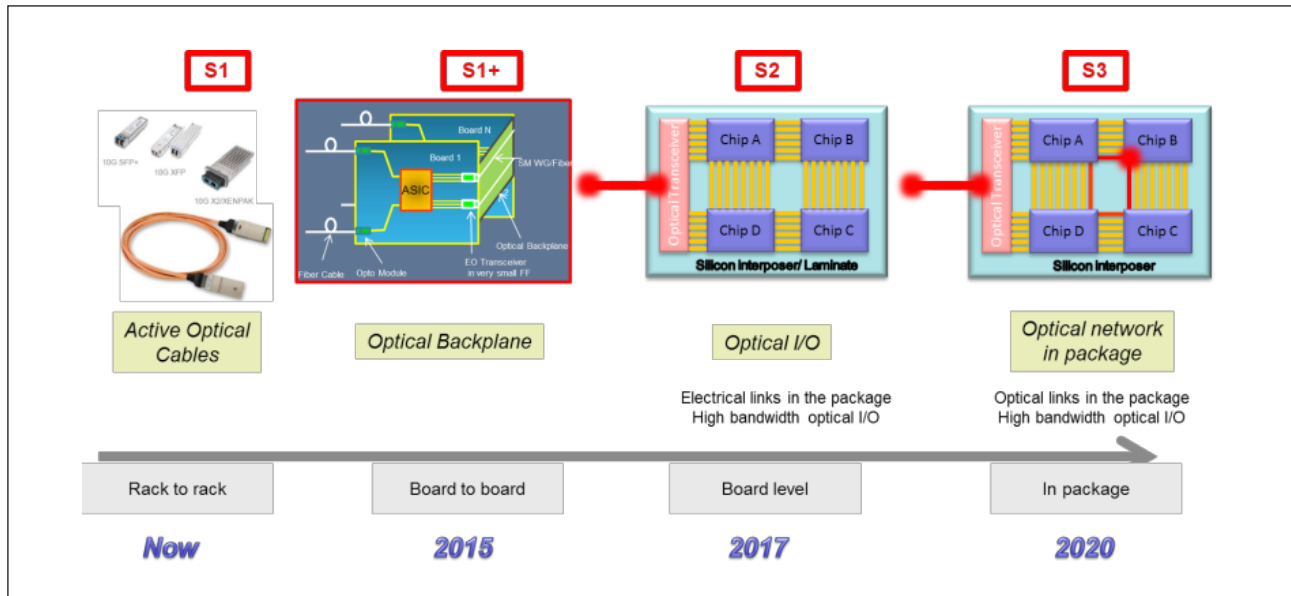 S1
S1+
S2
S3
10G SFP+
10G XFP
10G X2/XENPAK
Board N
Board 1
SM WG/Fiber
ASIC
Optical Backplane
Fiber Cable
Opto Module
EO Transceiver
in very small FF
Optical Transceiver
Chip A
Chip B
Chip D
Chip C
Silicon interposer/ Laminate
Optical Transceiver
Chip A
Chip B
Chip D
Chip C
Silicon interposer
Active Optical
Cables
Optical Backplane
Optical I/O
Optical network
in package
Electrical links in the package
High bandwidth optical I/O
Optical links in the package
High bandwidth optical I/O
Rack to rack
Board to board
Board level
In package
Now
2015
2017
2020